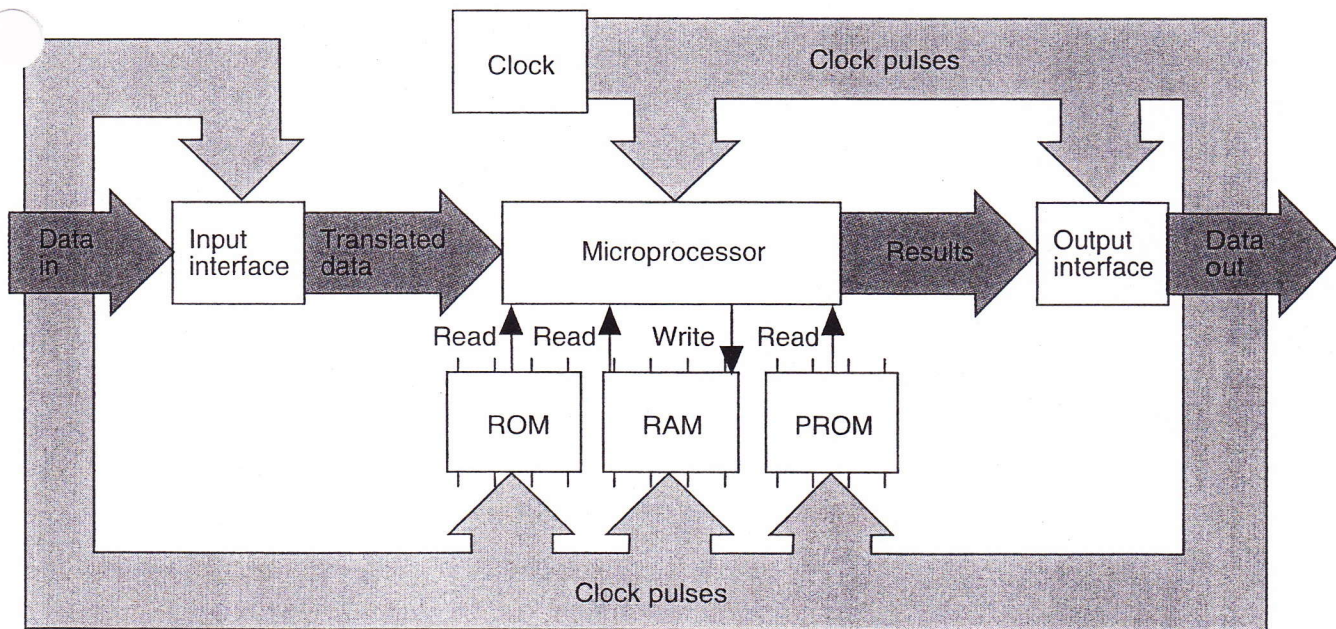 Clock
Clock pulses
Data
in
Input
interface
Translated
data
Microprocessor
Results
Output
interface
Data
out
Read
Read
Write
Read
ROM
RAM
PROM
Clock pulses